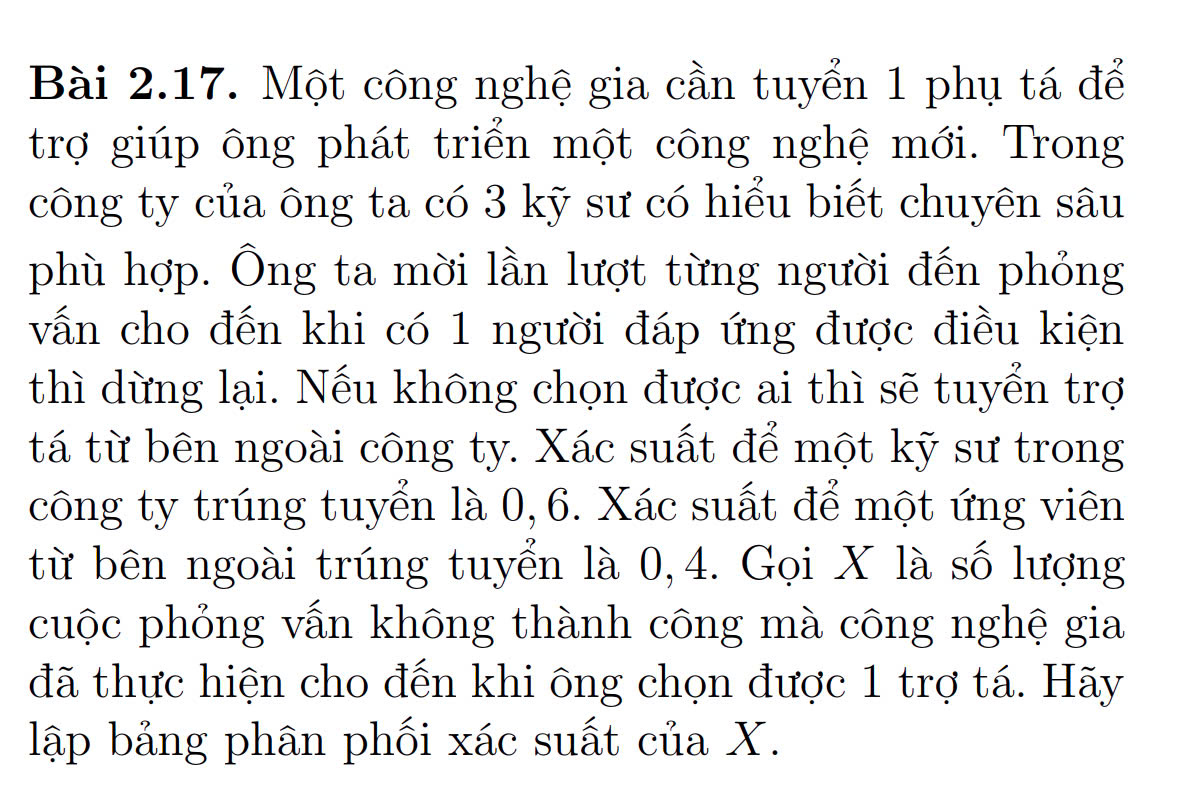 Bài 2.17. Một công nghệ gia cần tuyển 1 phụ tá để
trợ giúp ông phát triển một công nghệ mới. Trong
công ty của ông ta có 3 kỹ sư có hiểu biết chuyên sâu
phù hợp. Ông ta mời lần lượt từng người đến phỏng
vấn cho đến khi có 1 người đáp ứng được điều kiện
thì dừng lại. Nếu không chọn được ai thì sẽ tuyển trợ
tá từ bên ngoài công ty. Xác suất để một kỹ sư trong
công ty trúng tuyển là 0, 6. Xác suất để một ứng viên
từ bên ngoài trúng tuyển là 0, 4. Gọi X là số lượng
cuộc phỏng vấn không thành công mà công nghệ gia
đã thực hiện cho đến khi ông chọn được 1 trợ tá. Hãy
lập bảng phân phối xác suất của X.